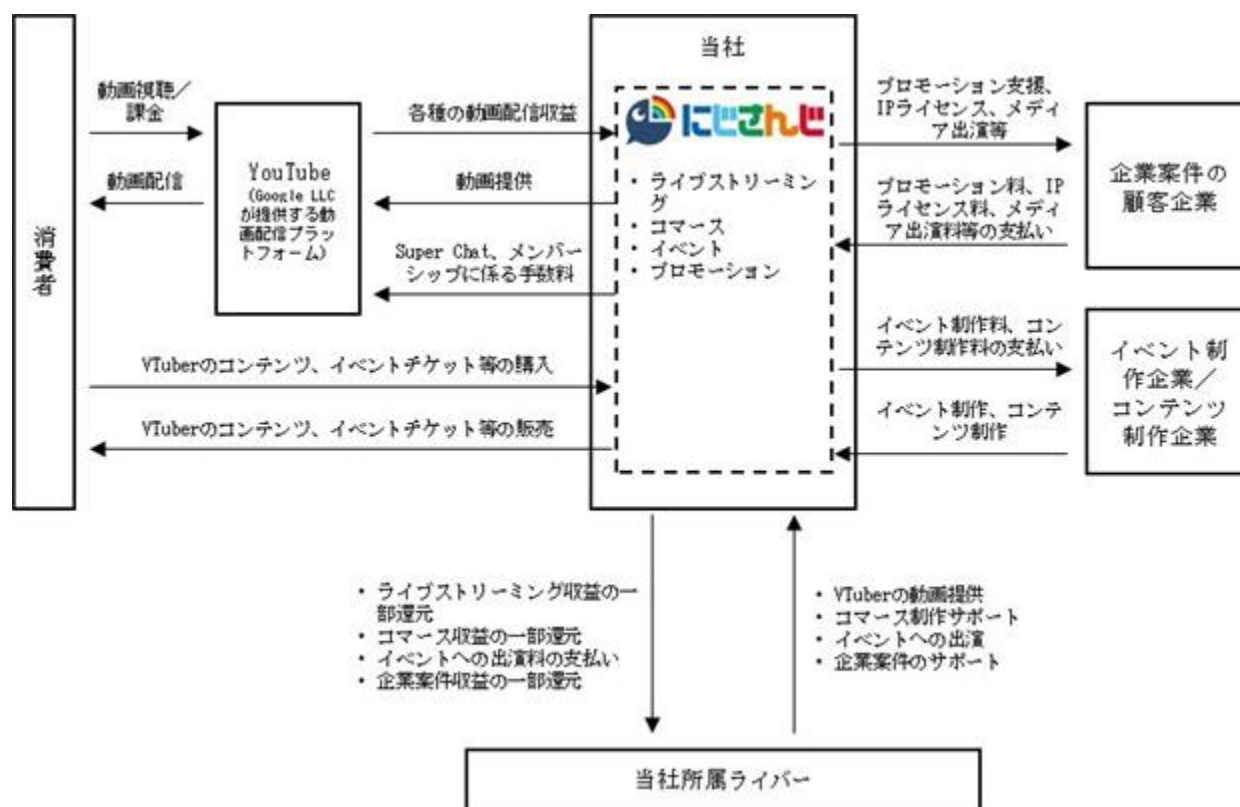 当社
にじさんじ
・ ライブストリーミン
グ
・ コマース
・ イベント
・ プロモーション
消費者
動画視聴／
課金
動画配信
YouTube
(Google LLC
が提供する動
画配信プラッ
トフォーム)
各種の動画配信収益
動画提供
Super Chat、メンバー
シップに係る手数料
VTuberのコンテンツ、イベントチケット等の購入
VTuberのコンテンツ、イベントチケット等の販売
プロモーション支援、
IPライセンス、メディ
ア出演等
プロモーション料、IP
ライセンス料、メディ
ア出演料等の支払い
企業案件の
顧客企業
イベント制作料、コン
テンツ制作料の支払い
イベント制作、コンテ
ンツ制作
イベント制
作企業／
コンテンツ
制作企業
・ ライブストリーミング収益の一
部還元
・ コマース収益の一部還元
・ イベントへの出演料の支払い
・ 企業案件収益の一部還元
・ VTuberの動画提供
・ コマース制作サポート
・ イベントへの出演
・ 企業案件のサポート
当社所属ライバー